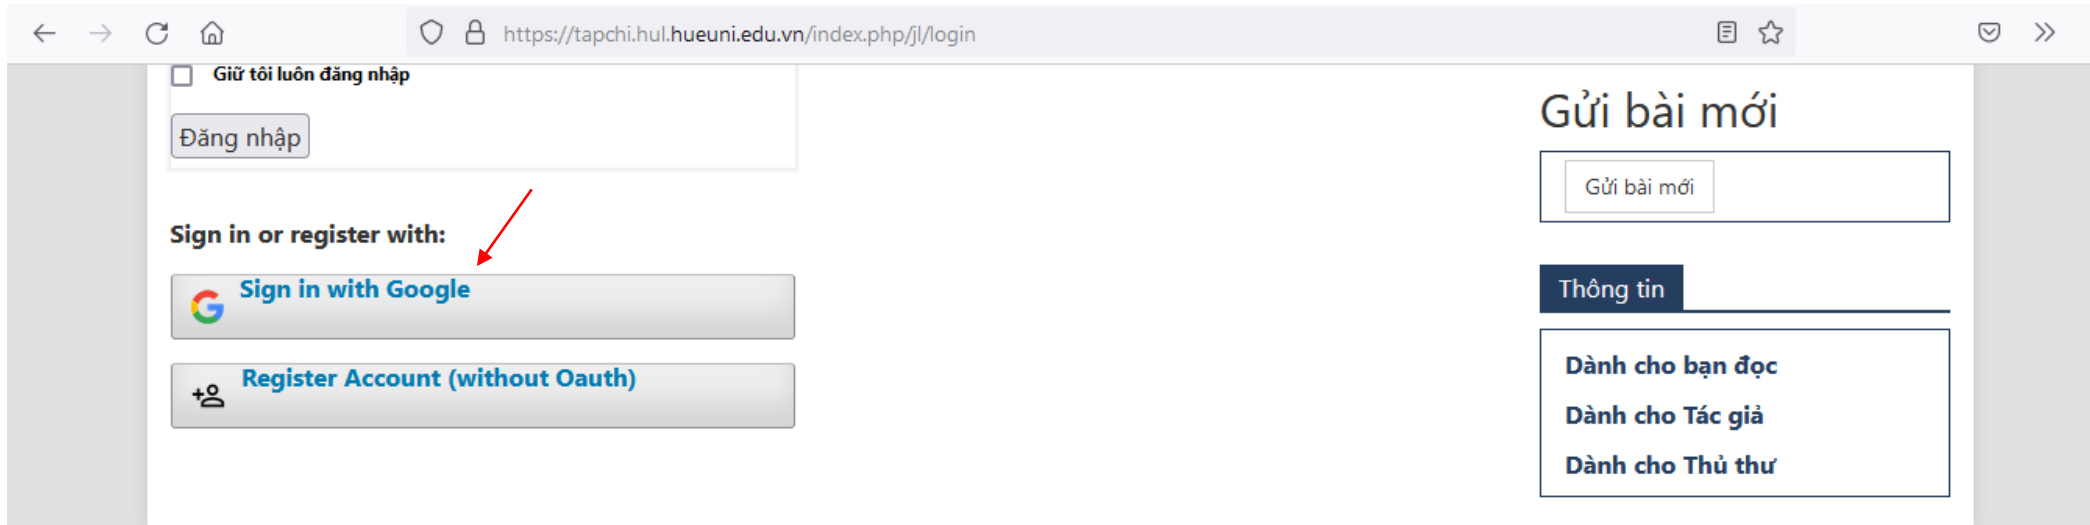 https://tapchi.hul.hueuni.edu.vn/index.php/jl/login
Giữ tôi luôn đăng nhập
Đăng nhập
Sign in or register with:
Sign in with Google
Register Account (without Oauth)
Gửi bài mới
Gửi bài mới
Thông tin
Dành cho bạn đọc
Dành cho Tác giả
Dành cho Thủ thư